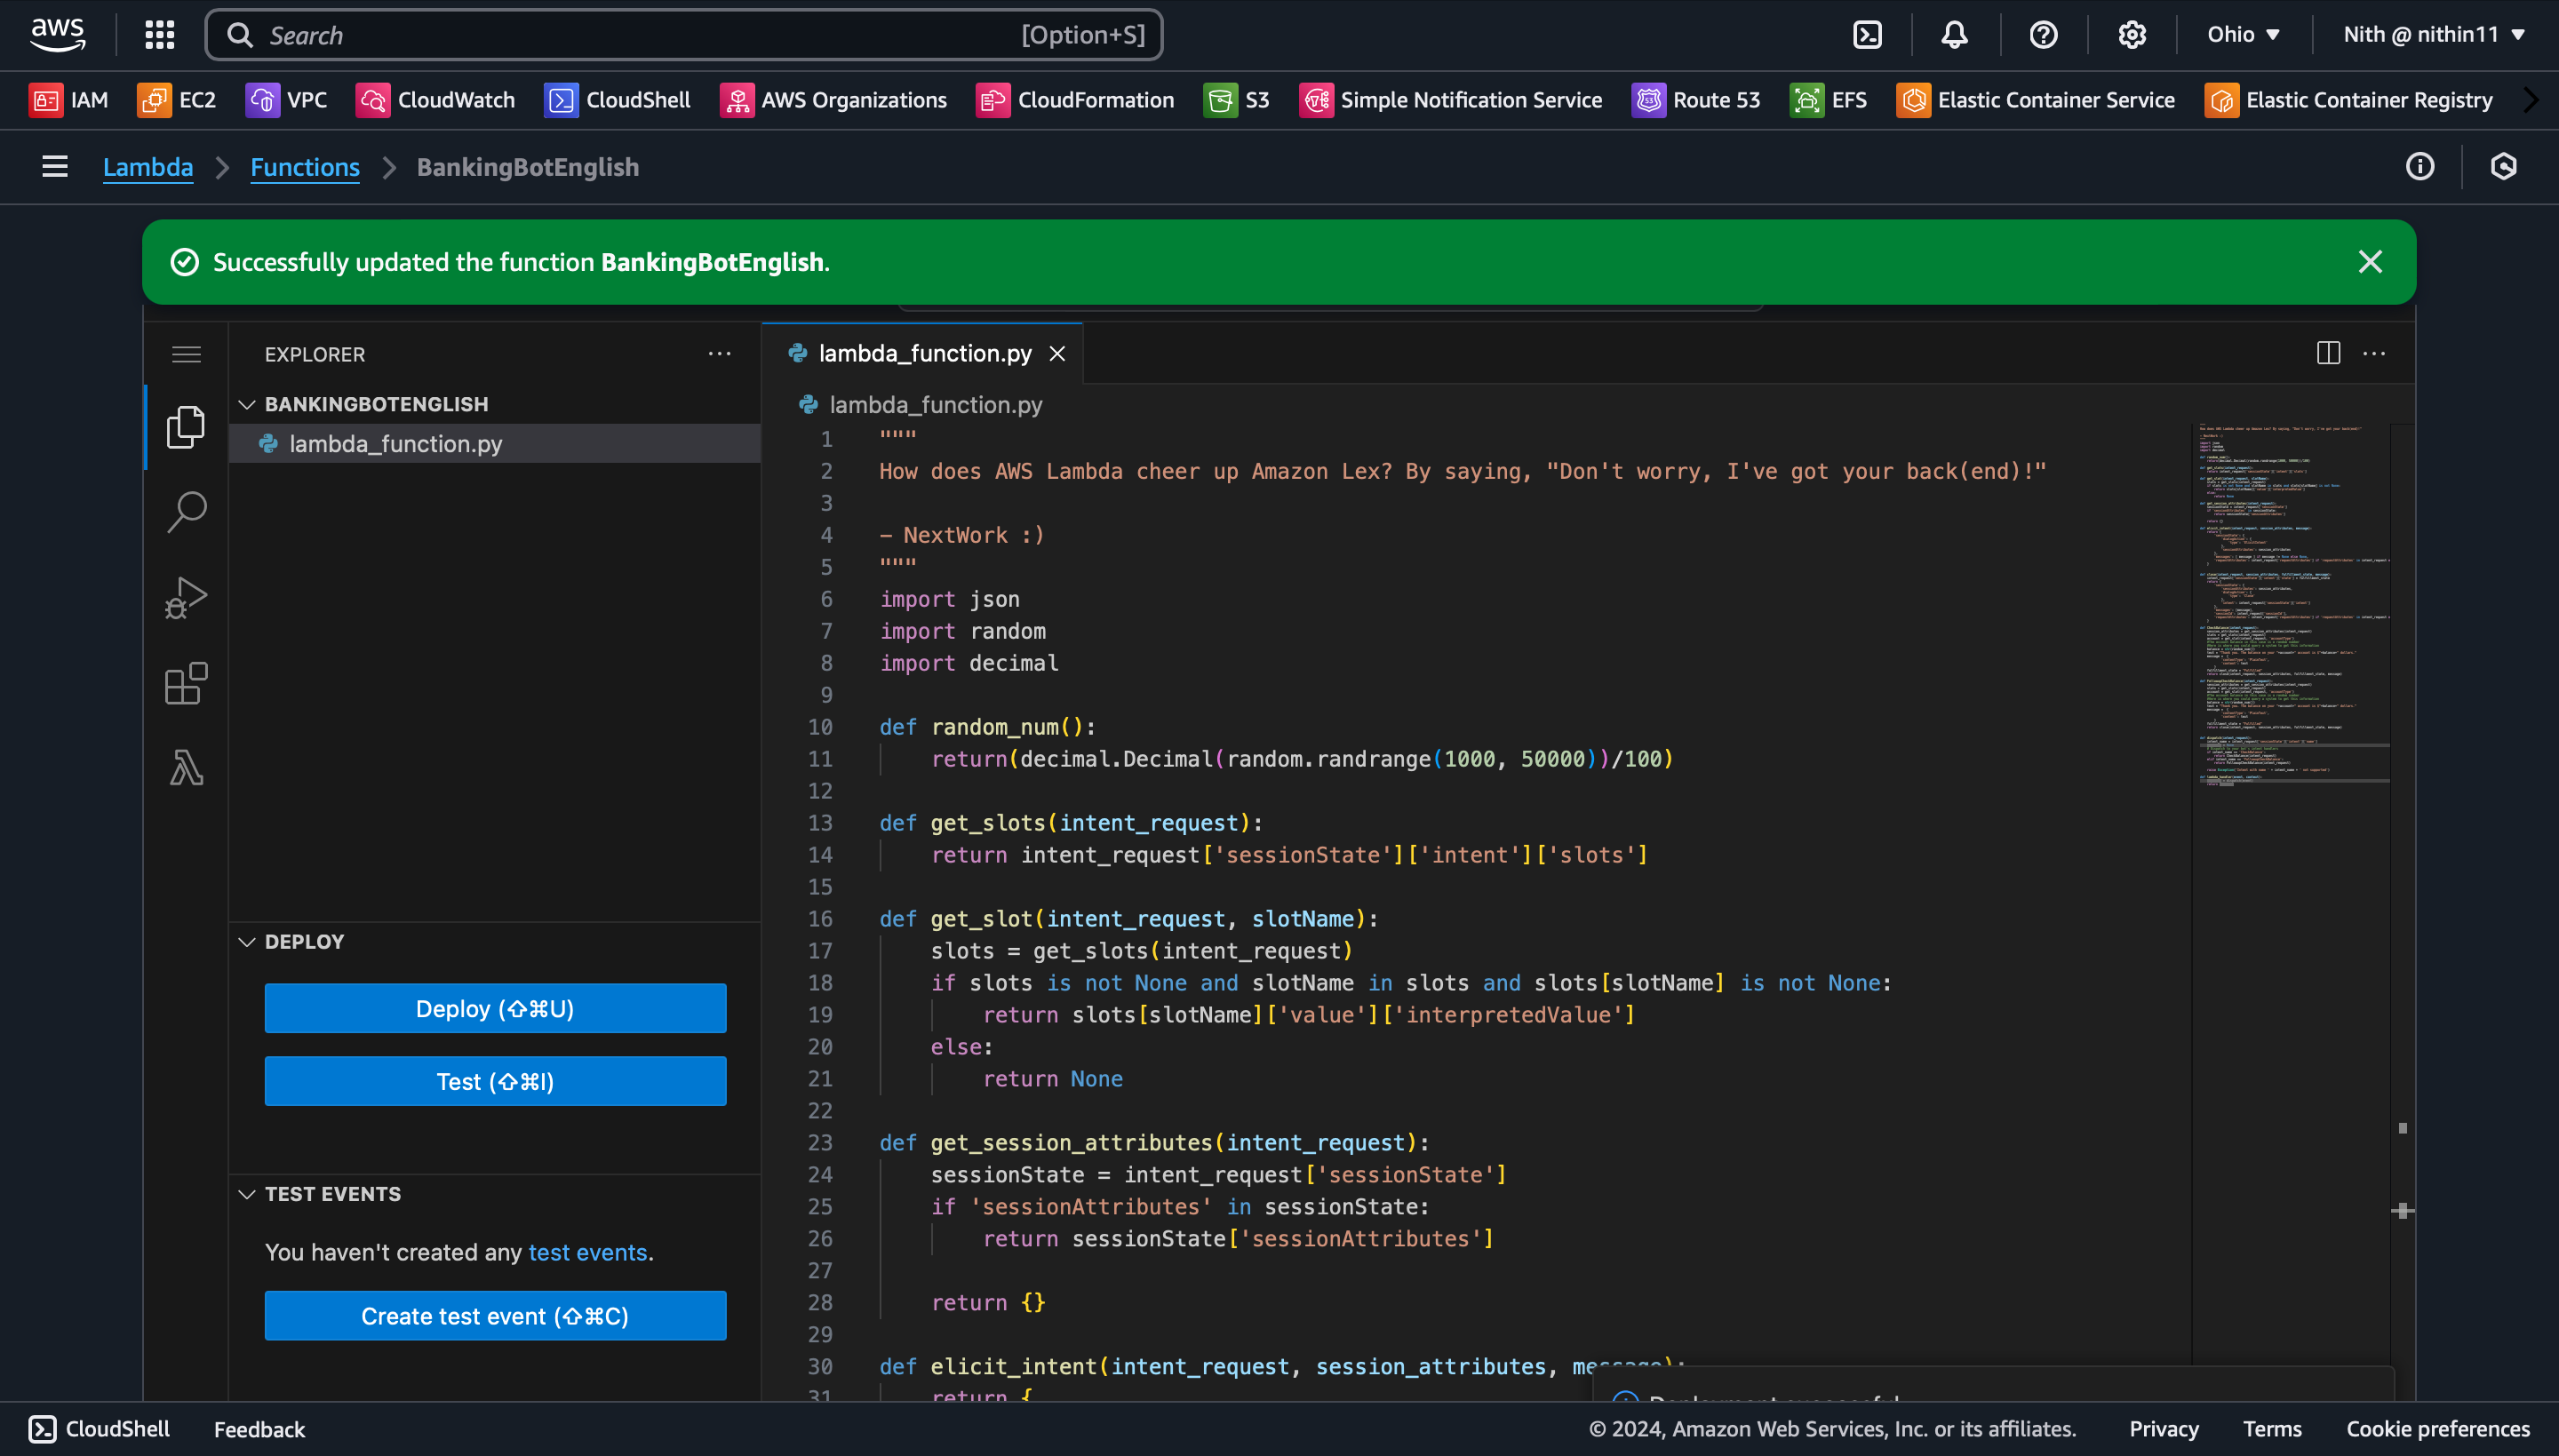 aws
Search [Option+S]
Ohio ▼
Nith @ nithin11 ▼
IAM EC2 VPC CloudWatch CloudShell AWS Organizations CloudFormation S3 Simple Notification Service Route 53 EFS Elastic Container Service Elastic Container Registry
Lambda > Functions > BankingBotEnglish
Successfully updated the function BankingBotEnglish.
EXPLORER
BANKINGBOTENGLISH
lambda_function.py
DEPLOY
Deploy (⇧⌘U)
Test (⇧⌘I)
TEST EVENTS
You haven't created any test events.
Create test event (⇧⌘C)
lambda_function.py
lambda_function.py
1 """
2 How does AWS Lambda cheer up Amazon Lex? By saying, "Don't worry, I've got your back(end)!"
3
4 – NextWork :)
5 """
6 import json
7 import random
8 import decimal
9
10 def random_num():
11     return(decimal.Decimal(random.randrange(1000, 50000))/100)
12
13 def get_slots(intent_request):
14     return intent_request['sessionState']['intent']['slots']
15
16 def get_slot(intent_request, slotName):
17     slots = get_slots(intent_request)
18     if slots is not None and slotName in slots and slots[slotName] is not None:
19         return slots[slotName]['value']['interpretedValue']
20     else:
21         return None
22
23 def get_session_attributes(intent_request):
24     sessionState = intent_request['sessionState']
25     if 'sessionAttributes' in sessionState:
26         return sessionState['sessionAttributes']
27
28     return {}
29
30 def elicit_intent(intent_request, session_attributes, message):
31     return {
Deployment successful
CloudShell Feedback
© 2024, Amazon Web Services, Inc. or its affiliates. Privacy Terms Cookie preferences